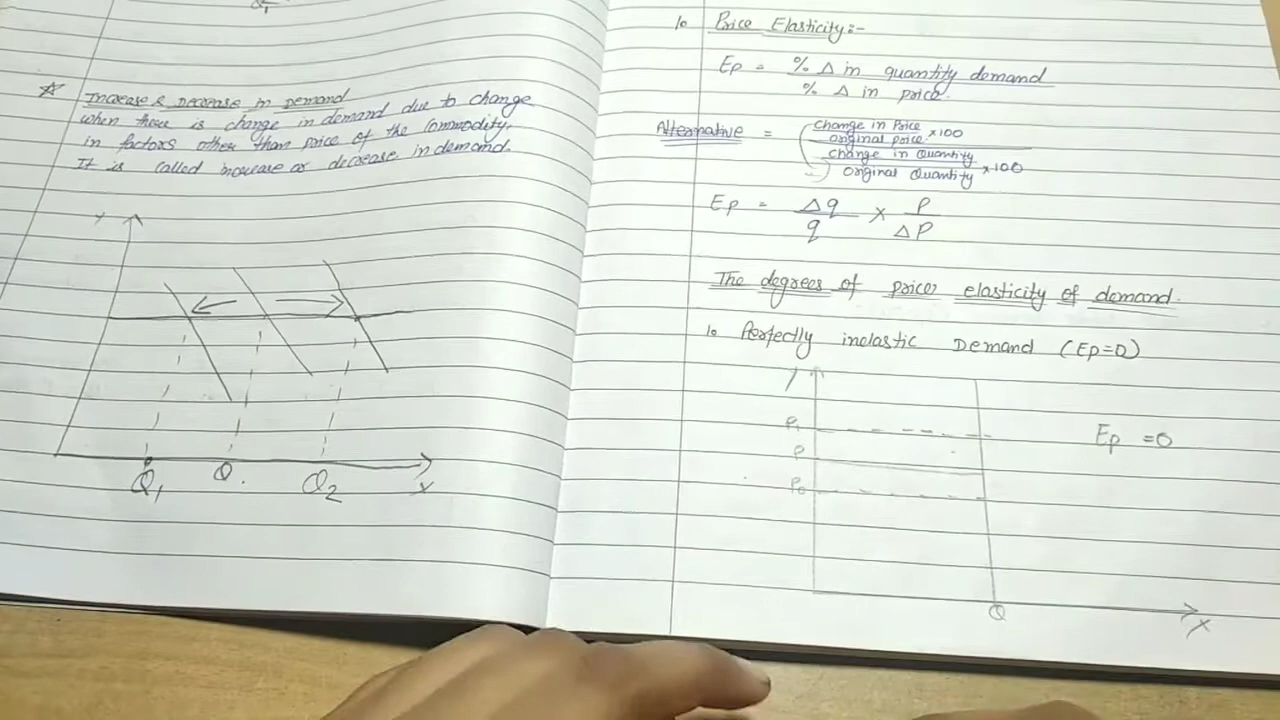 Increase & Decrease in Demand
when there is change in demand due to change
in factors other than price of the commodity.
It is called increase or decrease in demand.
Y
Q1 Q. Q2 X
1. Price Elasticity:-
Ep = % Δ in quantity demand
% Δ in price.
Alternative = change in Price ×100
original price
change in Quantity ×100
original Quantity
Ep = Δq × P
q ΔP
The degrees of price elasticity of demand.
1. Perfectly inelastic Demand (Ep=0)
Y
P1
Ep =0
P
Q
X